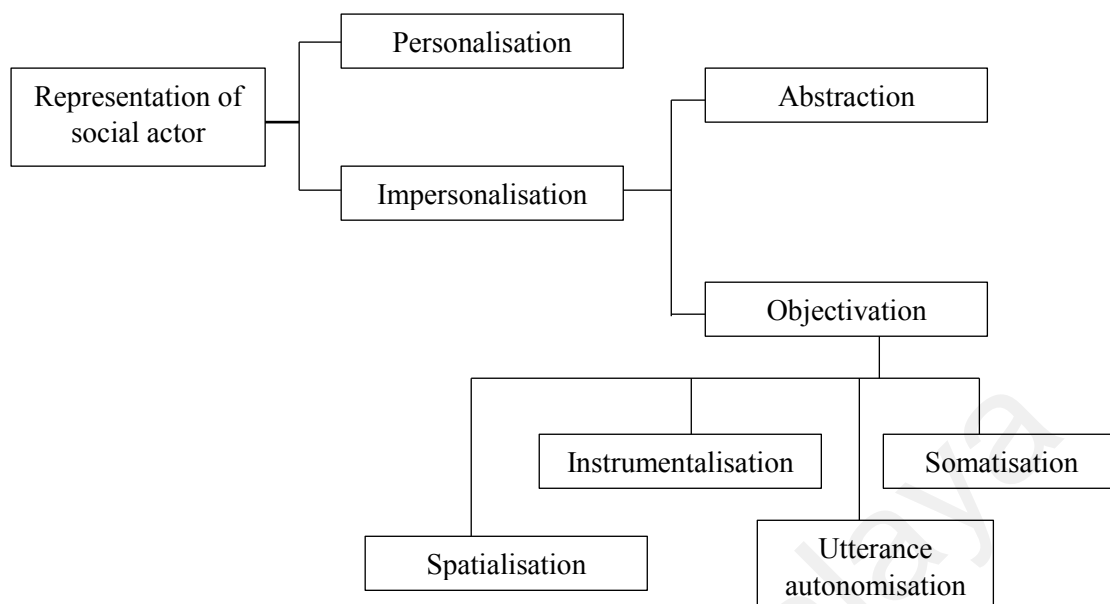 Personalisation
Representation of
social actor
Abstraction
Impersonalisation
Objectivation
Instrumentalisation
Somatisation
Spatialisation
Utterance
autonomisation